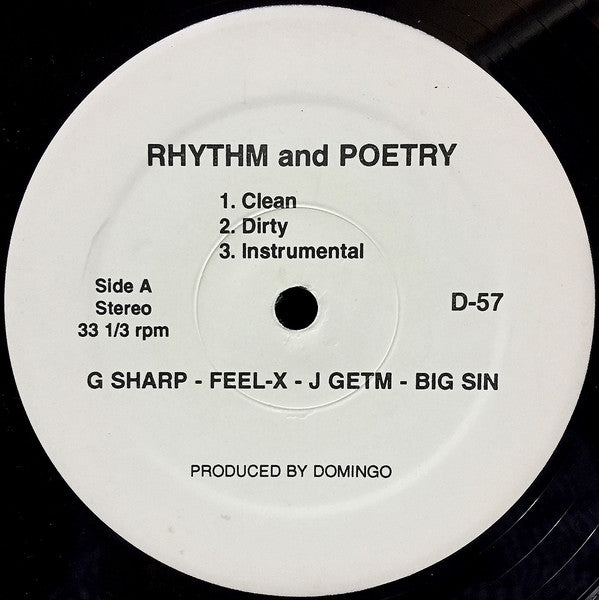 RHYTHM and POETRY
1. Clean
2. Dirty
3. Instrumental
Side A
Stereo
33 1/3 rpm
D-57
G SHARP - FEEL-X - J GETM - BIG SIN
PRODUCED BY DOMINGO